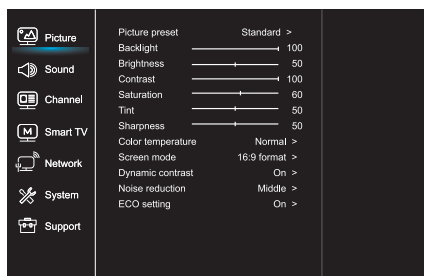 Picture
Sound
Channel
M Smart TV
Network
System
Support
Picture preset Standard >
Backlight 100
Brightness 50
Contrast 100
Saturation 60
Tint 50
Sharpness 50
Color temperature Normal >
Screen mode 16:9 format >
Dynamic contrast On >
Noise reduction Middle >
ECO setting On >